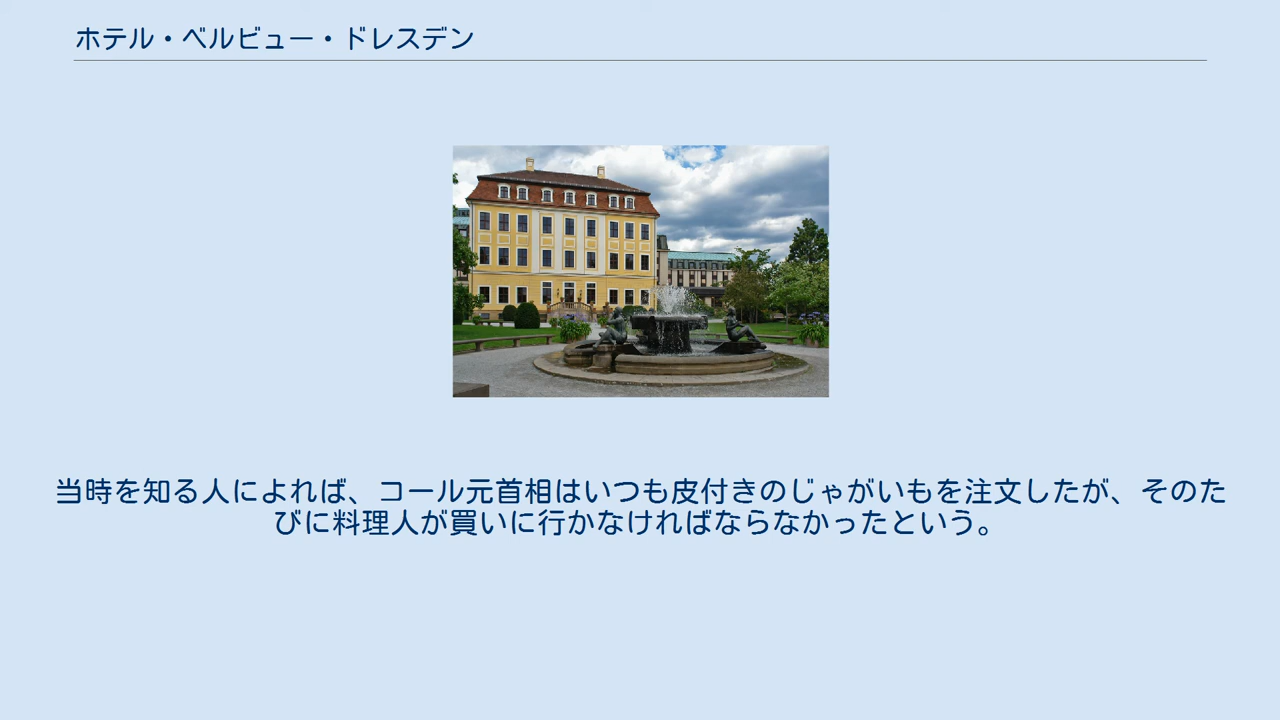 ホテル・ベルビュー・ドレスデン
当時を知る人によれば、コール元首相はいつも皮付きのじゃがいもを注文したが、そのた
びに料理人が買いに行かなければならなかったという。